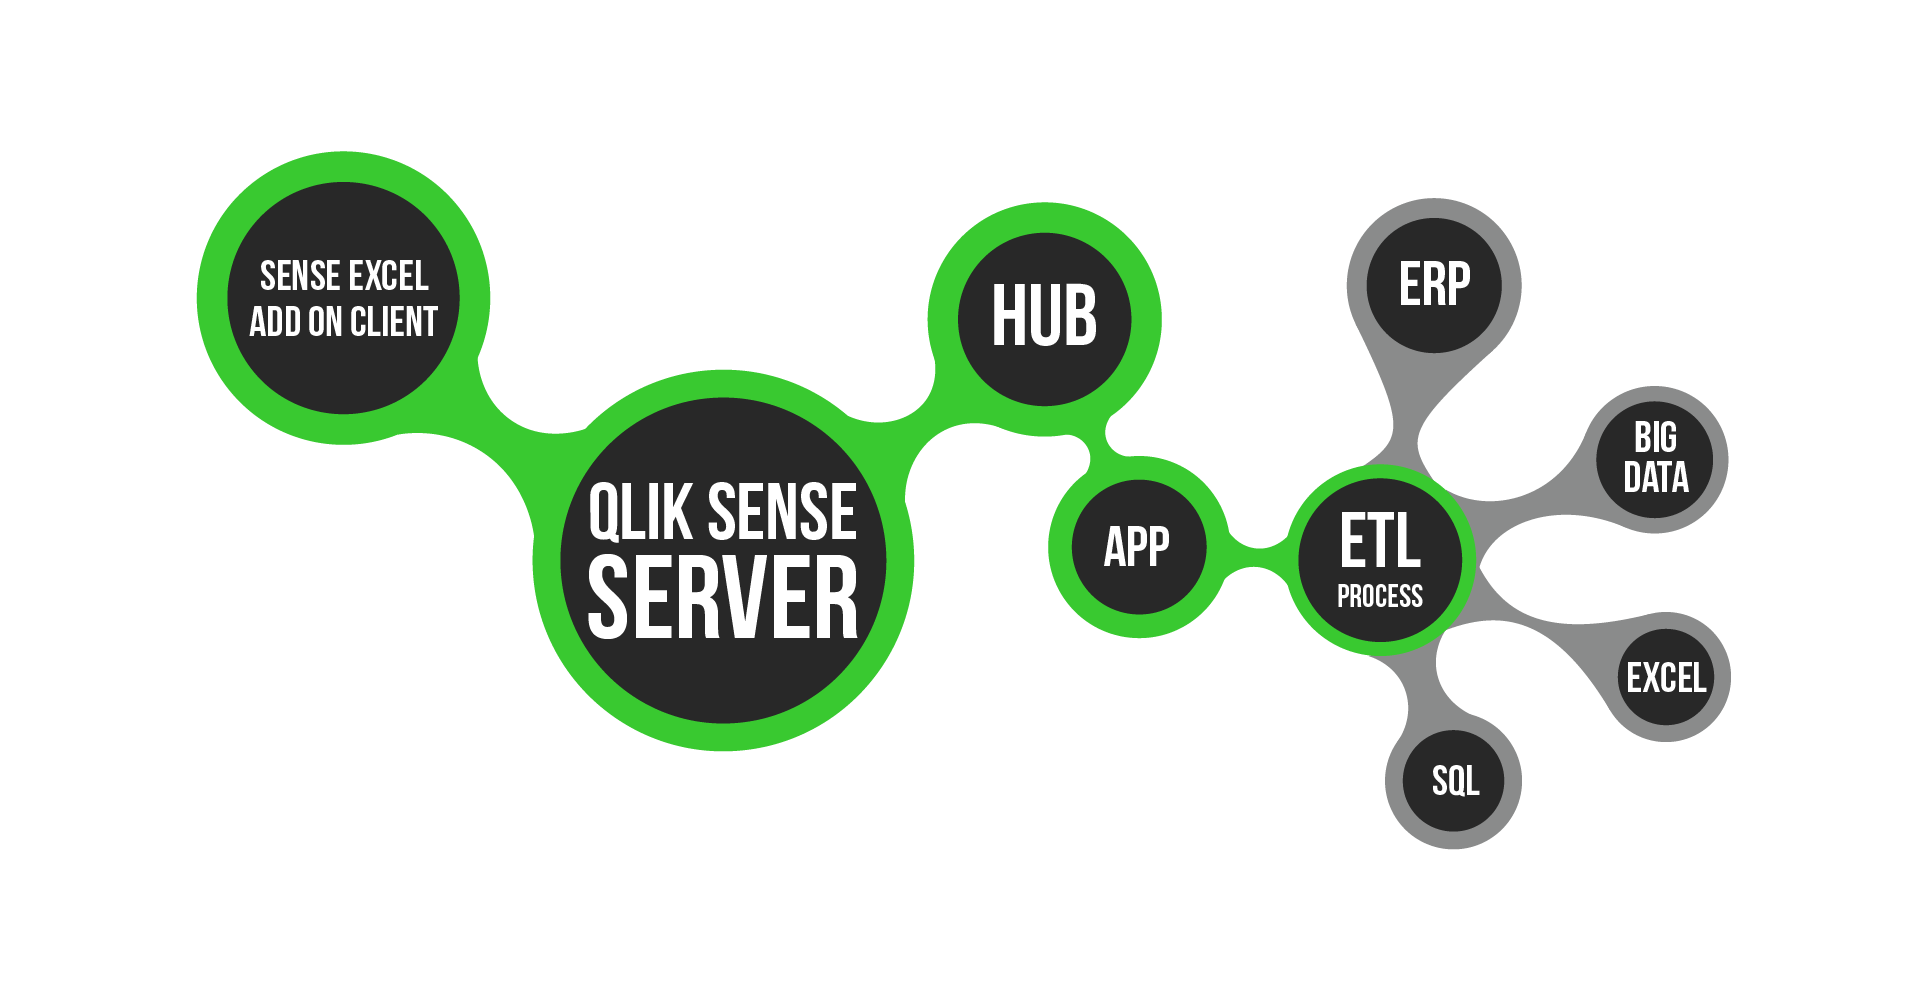 SENSE EXCEL
ADD ON CLIENT
QLIK SENSE
SERVER
HUB
APP
ETL
PROCESS
ERP
BIG
DATA
EXCEL
SQL